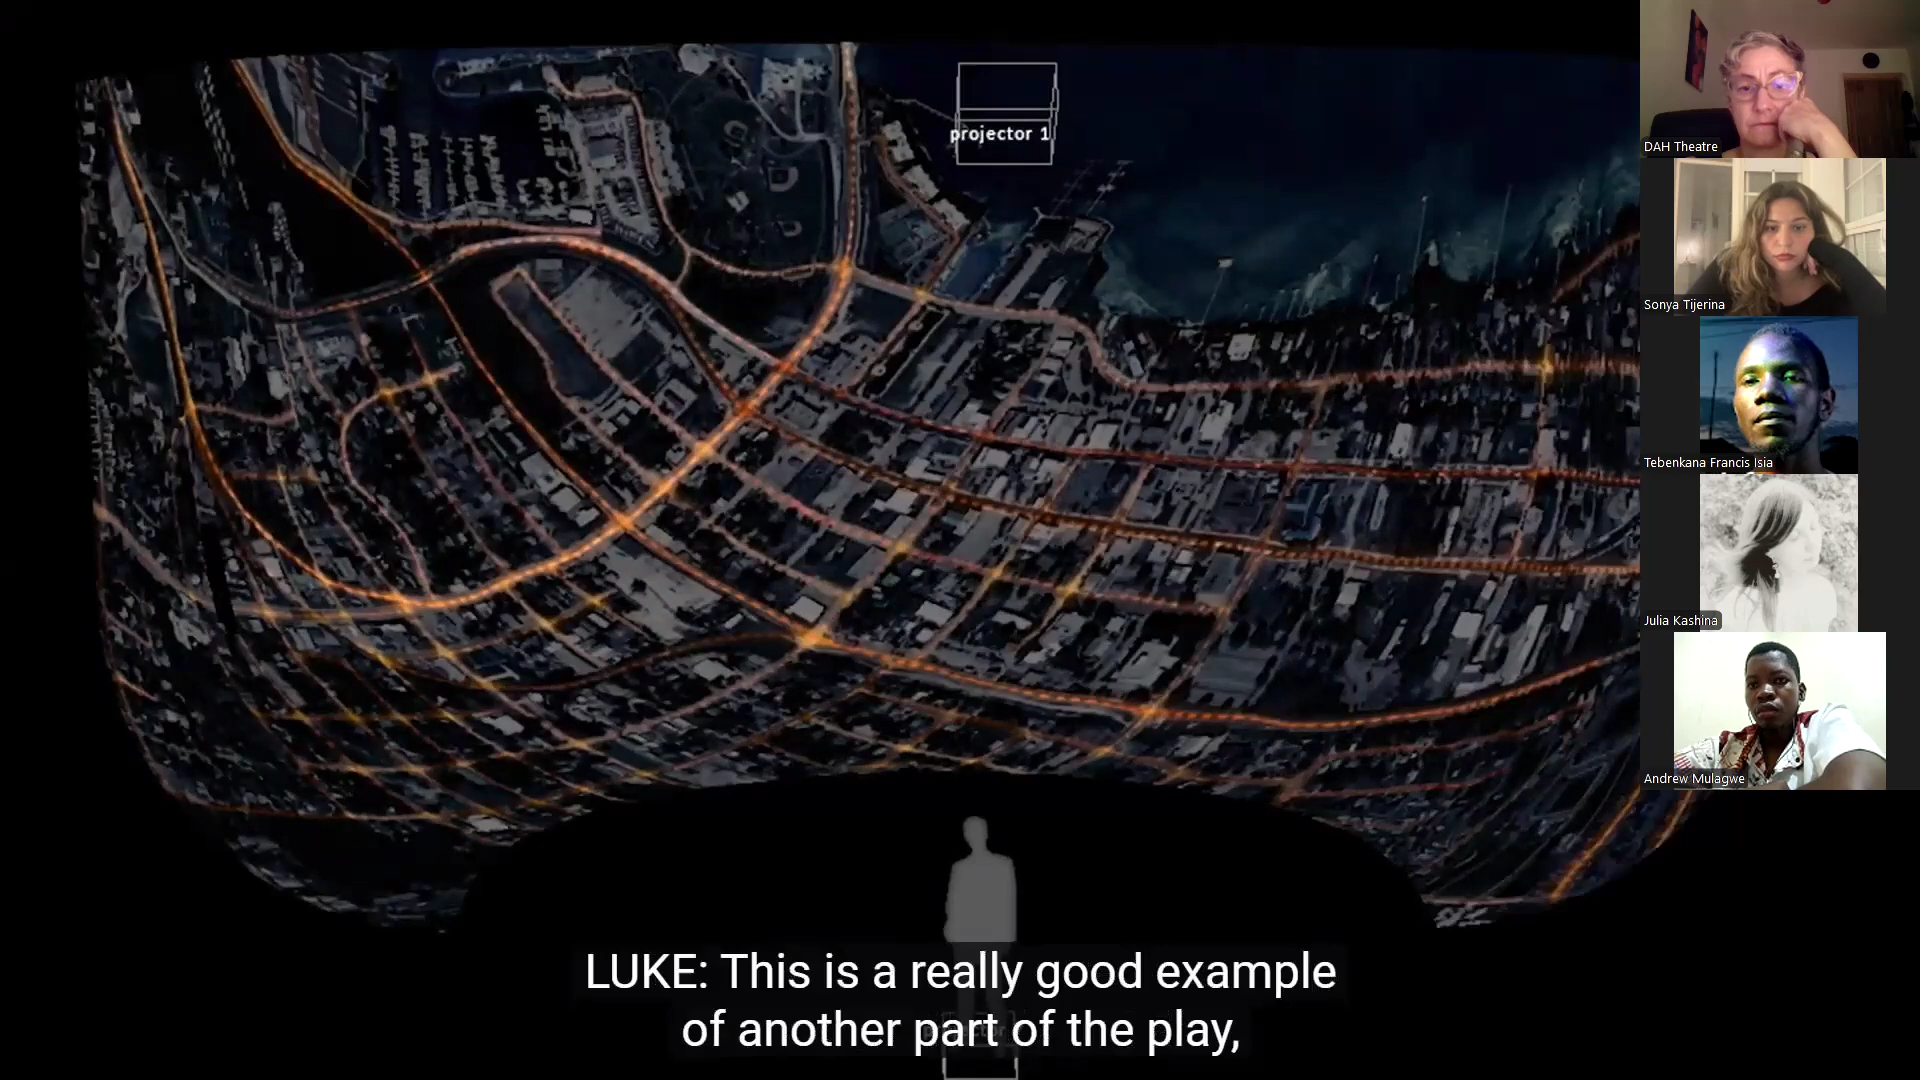 projector 1
DAH Theatre
Sonya Tijerina
Tebenkana Francis Isia
Julia Kashina
Andrew Mulagwe
LUKE: This is a really good example
of another part of the play,